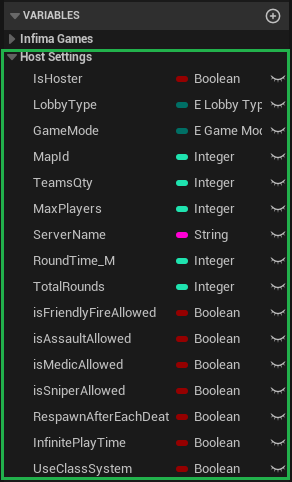 VARIABLES
Infima Games
Host Settings
IsHoster Boolean
LobbyType E Lobby Typ
GameMode E Game Mod
MapId Integer
TeamsQty Integer
MaxPlayers Integer
ServerName String
RoundTime_M Integer
TotalRounds Integer
isFriendlyFireAllowed Boolean
isAssaultAllowed Boolean
isMedicAllowed Boolean
isSniperAllowed Boolean
RespawnAfterEachDeat Boolean
InfinitePlayTime Boolean
UseClassSystem Boolean